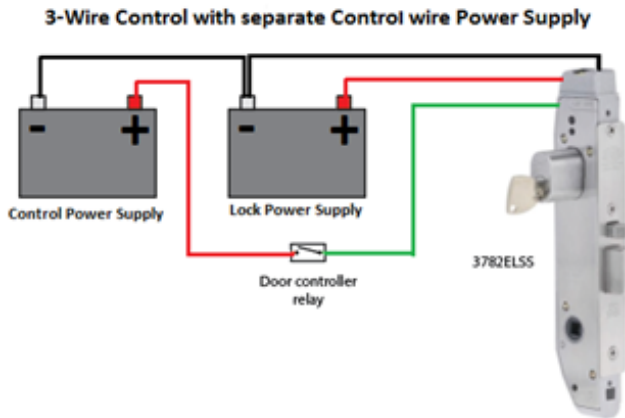 3-Wire Control with separate Control wire Power Supply
- + - +
Control Power Supply
Lock Power Supply
3782ELSS
Door controller
relay